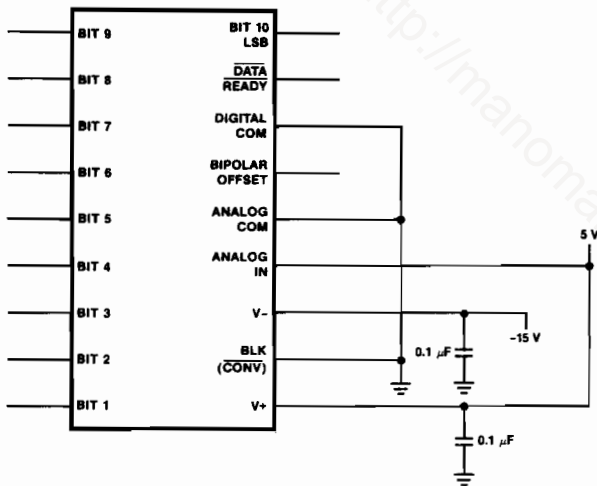 http://manoma
BIT 9
BIT 10
LSB
BIT 8
DATA
READY
BIT 7
DIGITAL
COM
BIT 6
BIPOLAR
OFFSET
BIT 5
ANALOG
COM
BIT 4
ANALOG
IN
5 V
BIT 3
V–
–15 V
BIT 2
BLK
(CONV)
0.1 μF
BIT 1
V+
0.1 μF